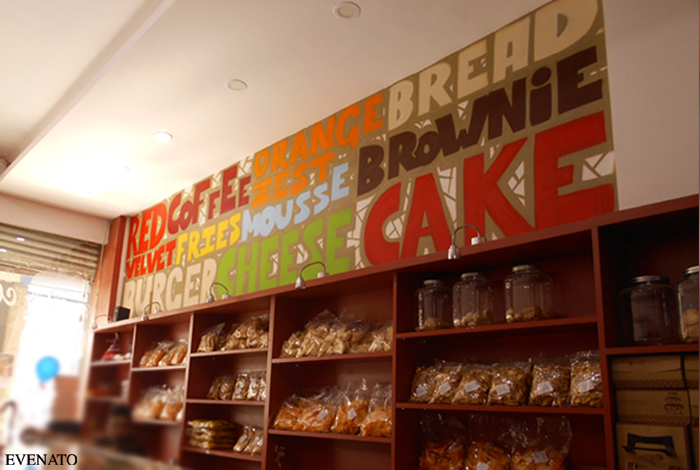 RED
VELVET
COFFEE
FRIES
BURGER
ORANGE
ZEST
MOUSSE
CHEESE
BREAD
BROWNIE
CAKE
EVENATO